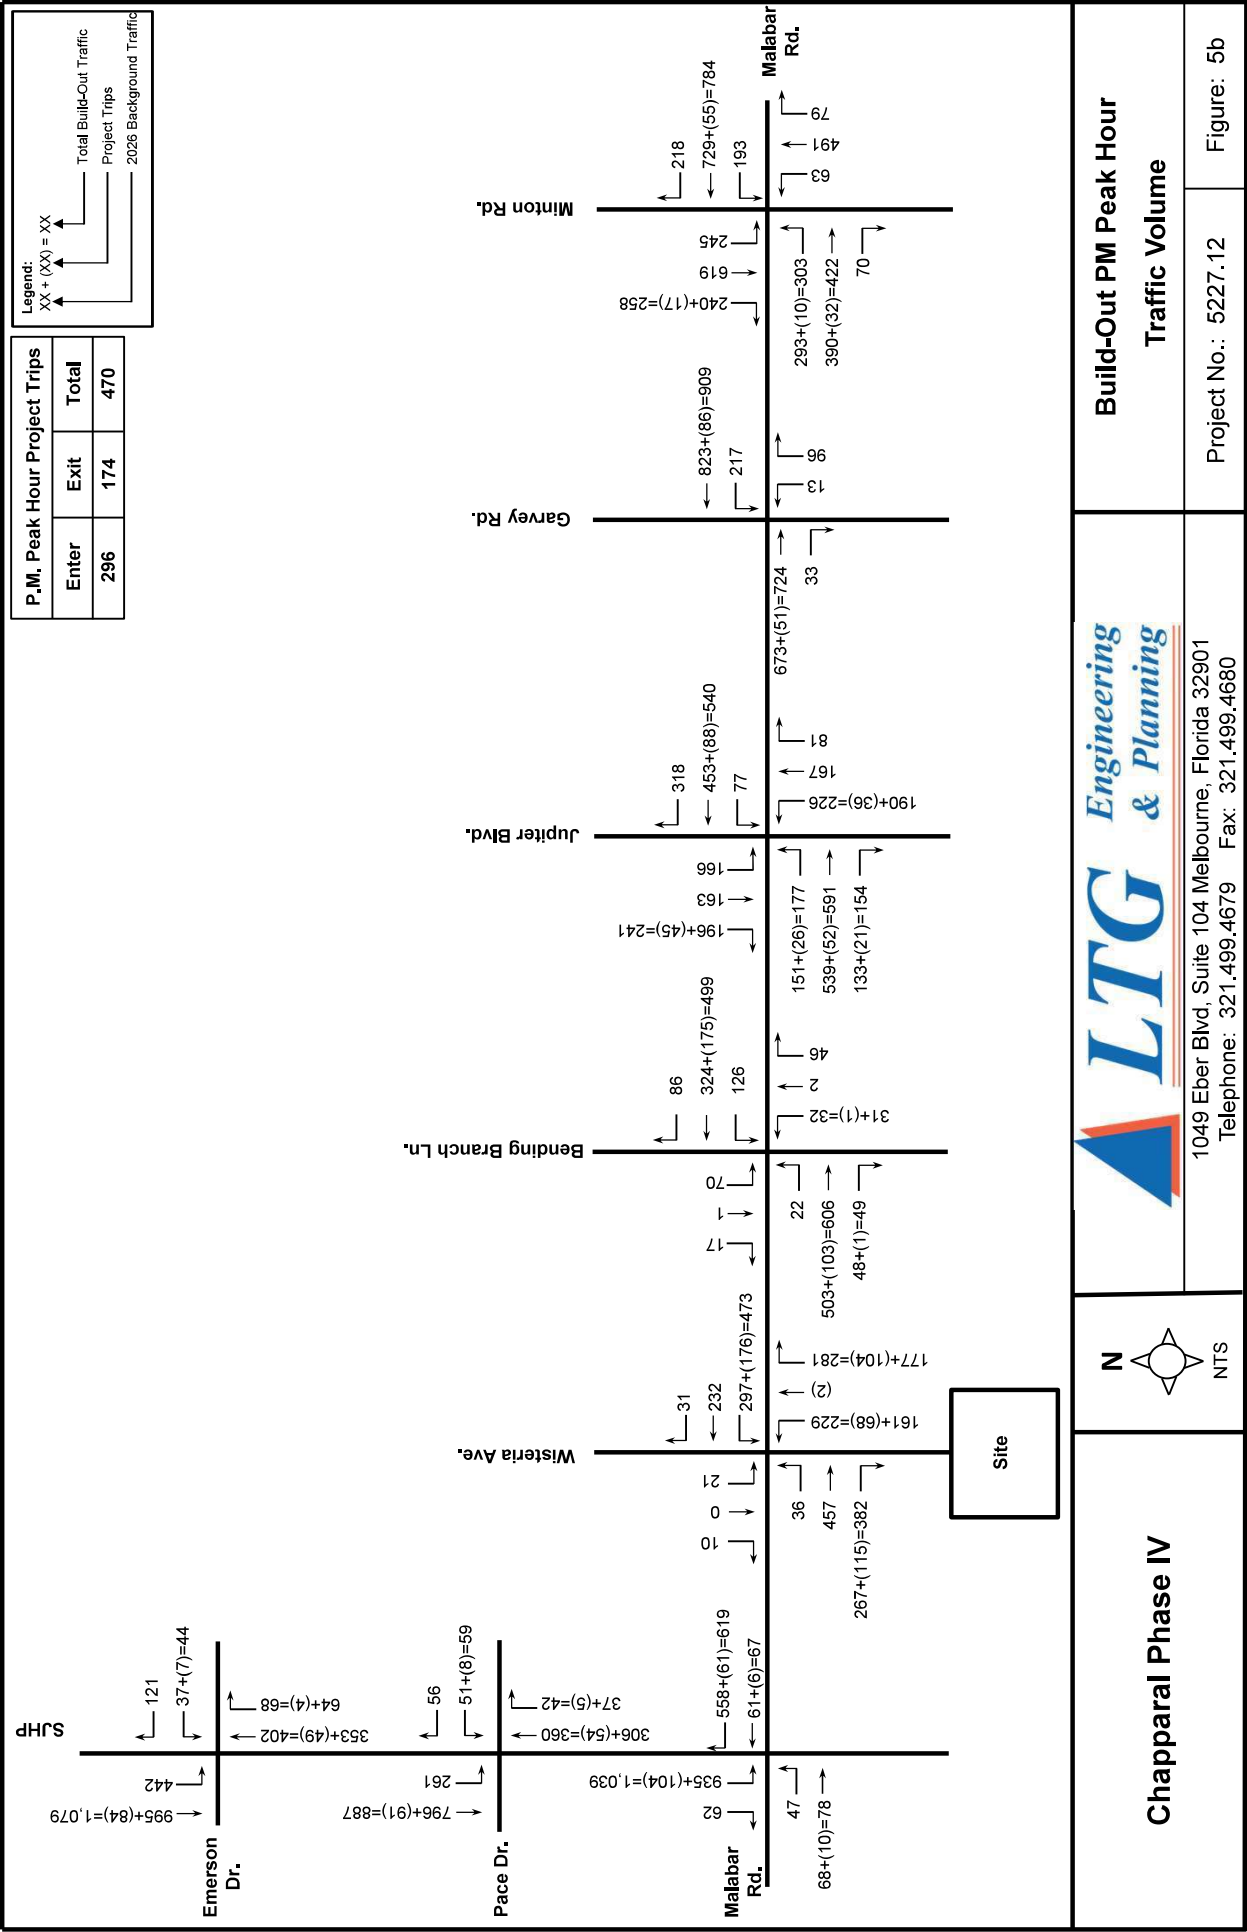 P.M. Peak Hour Project Trips
Enter Exit Total
296 174 470
Legend:
XX + (XX) = XX
Total Build-Out Traffic
Project Trips
2026 Background Traffic
SJHP
Emerson
Dr.
121
37+(7)=44
442
995+(84)=1,079
353+(49)=402
64+(4)=68
Pace Dr.
56
51+(8)=59
261
796+(91)=887
306+(54)=360
37+(5)=42
Malabar
Rd.
558+(61)=619
61+(6)=67
935+(104)=1,039
62
47
68+(10)=78
Wisteria Ave.
31
232
297+(176)=473
21
0
10
36
457
267+(115)=382
161+(68)=229
(2)
177+(104)=281
Site
Bending Branch Ln.
86
324+(175)=499
126
70
1
17
22
503+(103)=606
48+(1)=49
31+(1)=32
2
46
Jupiter Blvd.
318
453+(88)=540
77
166
163
196+(45)=241
151+(26)=177
539+(52)=591
133+(21)=154
190+(36)=226
167
81
Garvey Rd.
823+(86)=909
217
673+(51)=724
33
13
96
Minton Rd.
218
729+(55)=784
193
245
619
240+(17)=258
293+(10)=303
390+(32)=422
70
63
491
79
Malabar
Rd.
Chapparal Phase IV
N
NTS
LTG Engineering
& Planning
1049 Eber Blvd, Suite 104 Melbourne, Florida 32901
Telephone: 321.499.4679 Fax: 321.499.4680
Build-Out PM Peak Hour
Traffic Volume
Project No.: 5227.12
Figure: 5b